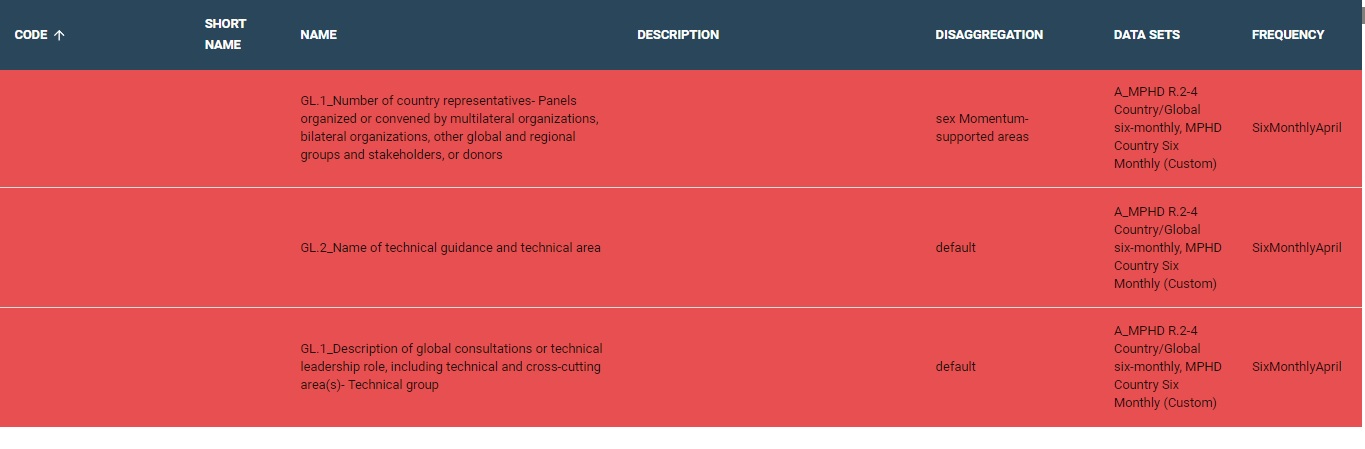 CODE ↑
SHORT
NAME
NAME
DESCRIPTION
DISAGGREGATION
DATA SETS
FREQUENCY
GL.1_Number of country representatives- Panels
organized or convened by multilateral organizations,
bilateral organizations, other global and regional
groups and stakeholders, or donors
sex Momentum-
supported areas
A_MPHD R.2-4
Country/Global
six-monthly, MPHD
Country Six
Monthly (Custom)
SixMonthlyApril
GL.2_Name of technical guidance and technical area
default
A_MPHD R.2-4
Country/Global
six-monthly, MPHD
Country Six
Monthly (Custom)
SixMonthlyApril
GL.1_Description of global consultations or technical
leadership role, including technical and cross-cutting
area(s)- Technical group
default
A_MPHD R.2-4
Country/Global
six-monthly, MPHD
Country Six
Monthly (Custom)
SixMonthlyApril